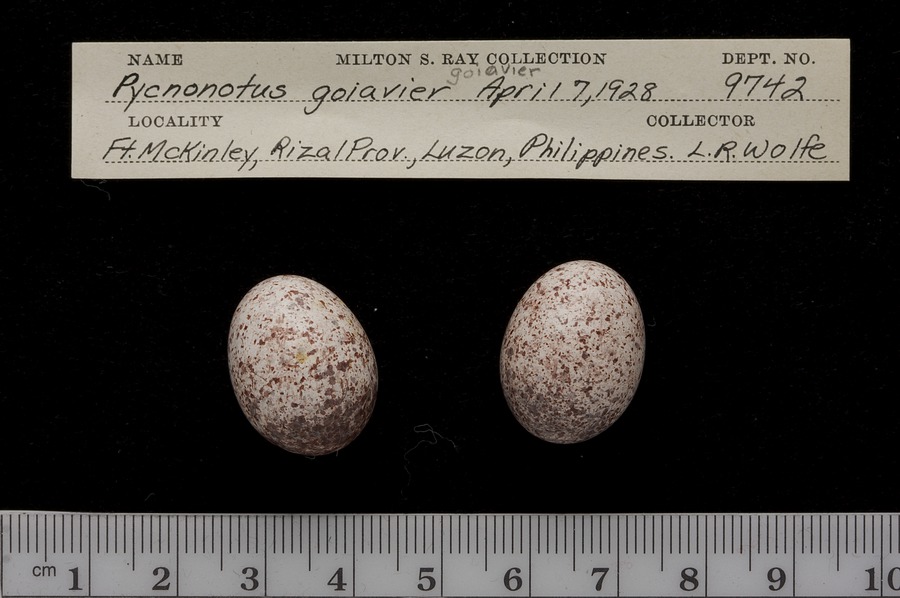 NAME MILTON S. RAY COLLECTION DEPT. NO.
goiavier
Pycnonotus goiavier April 7, 1928 9742
LOCALITY COLLECTOR
Ft. McKinley, Rizal Prov., Luzon, Philippines. L.R. Wolfe
cm 1 2 3 4 5 6 7 8 9 10